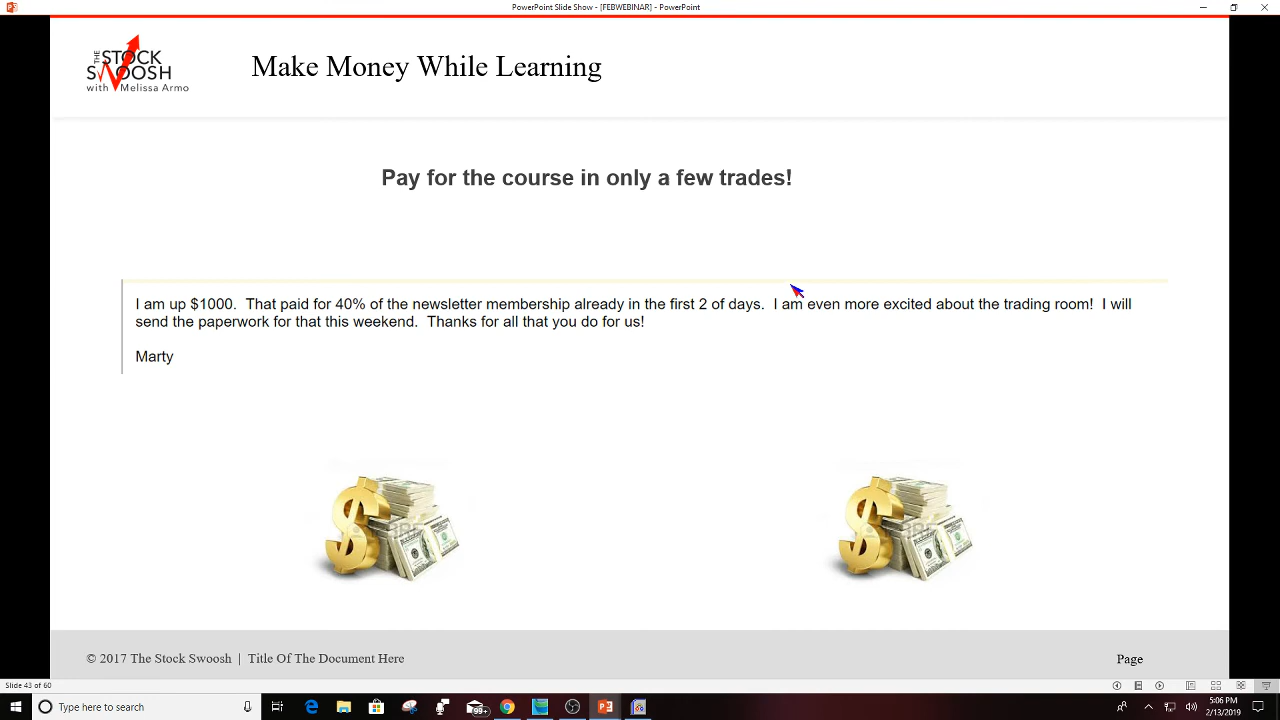 PowerPoint Slide Show - [FEBWEBINAR] - PowerPoint
THE STOCK
SWOOSH
with Melissa Armo
Make Money While Learning
Pay for the course in only a few trades!
I am up $1000. That paid for 40% of the newsletter membership already in the first 2 of days. I am even more excited about the trading room! I will
send the paperwork for that this weekend. Thanks for all that you do for us!
Marty
© 2017 The Stock Swoosh | Title Of The Document Here
Page
Slide 43 of 60
Type here to search
99+
5:06 PM
2/13/2019